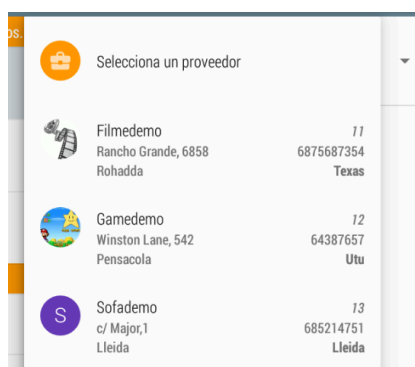 os.
Selecciona un proveedor
Filmedemo 11
Rancho Grande, 6858 6875687354
Rohadda Texas
Gamedemo 12
Winston Lane, 542 64387657
Pensacola Utu
S
Sofademo 13
c/ Major,1 685214751
Lleida Lleida